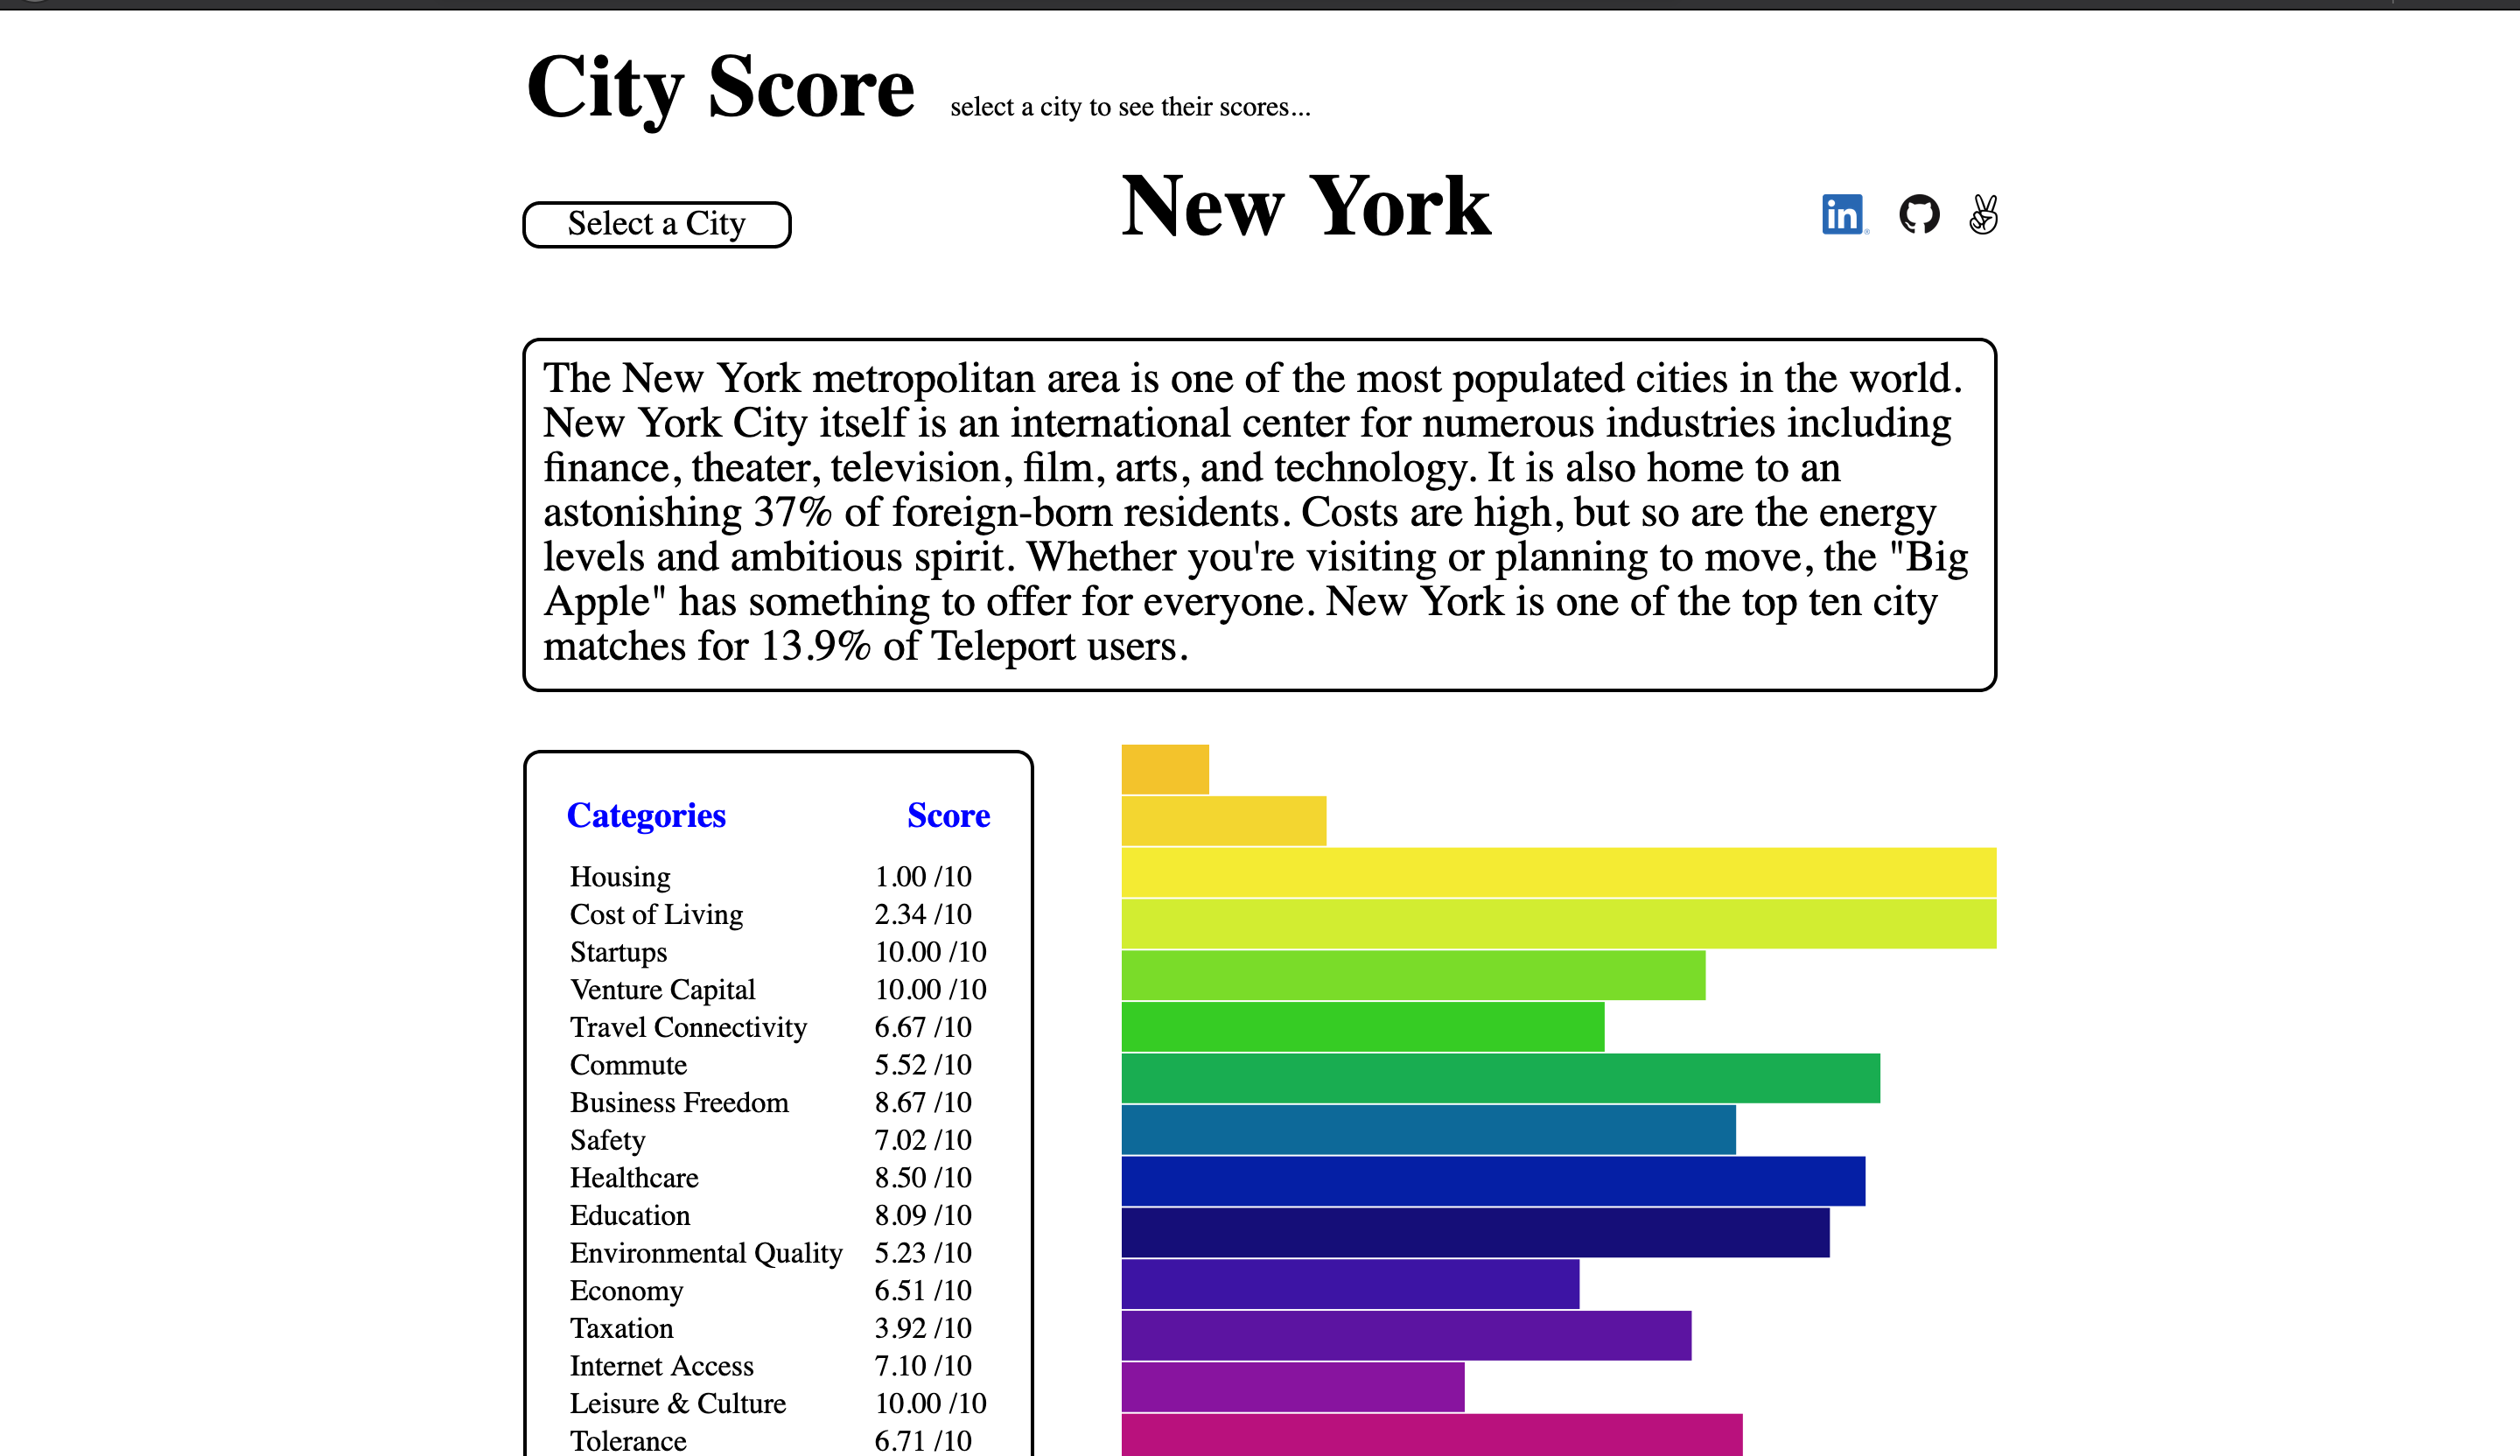 City Score select a city to see their scores...
Select a City
New York
in
The New York metropolitan area is one of the most populated cities in the world.
New York City itself is an international center for numerous industries including
finance, theater, television, film, arts, and technology. It is also home to an
astonishing 37% of foreign-born residents. Costs are high, but so are the energy
levels and ambitious spirit. Whether you're visiting or planning to move, the "Big
Apple" has something to offer for everyone. New York is one of the top ten city
matches for 13.9% of Teleport users.
Categories Score
Housing 1.00 /10
Cost of Living 2.34 /10
Startups 10.00 /10
Venture Capital 10.00 /10
Travel Connectivity 6.67 /10
Commute 5.52 /10
Business Freedom 8.67 /10
Safety 7.02 /10
Healthcare 8.50 /10
Education 8.09 /10
Environmental Quality 5.23 /10
Economy 6.51 /10
Taxation 3.92 /10
Internet Access 7.10 /10
Leisure & Culture 10.00 /10
Tolerance 6.71 /10